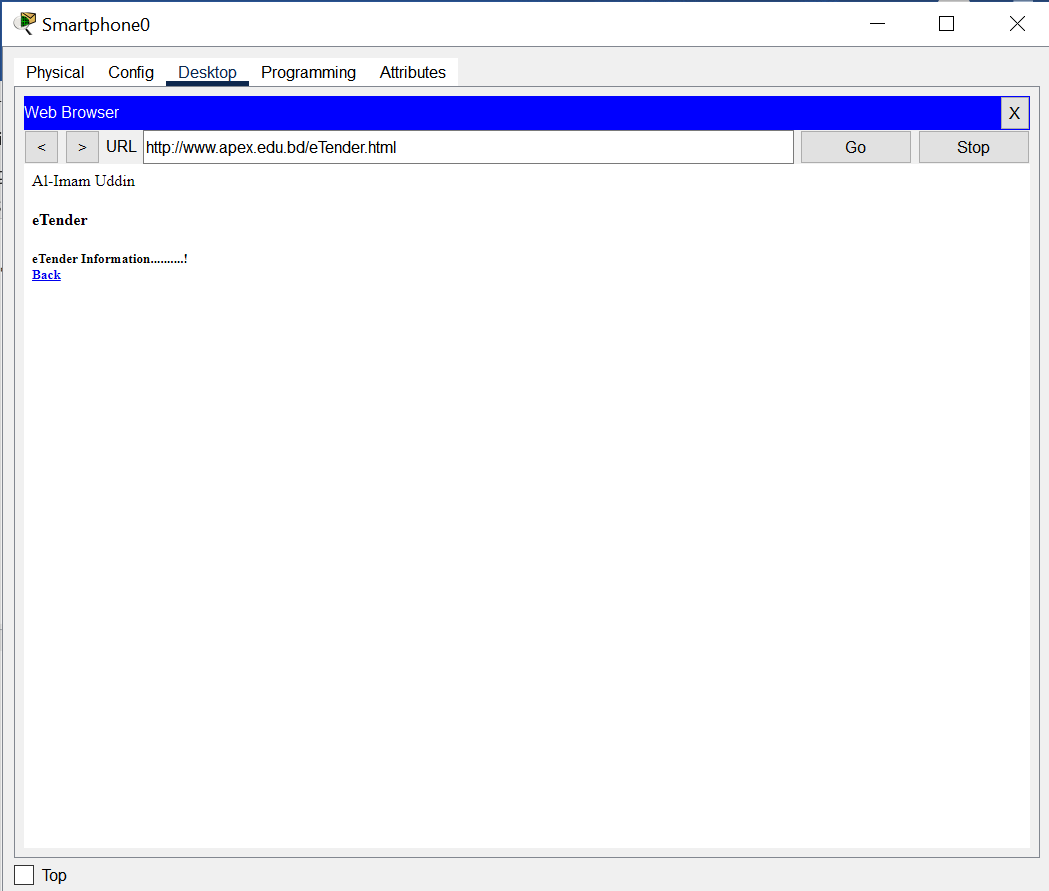 Smartphone0
Physical Config Desktop Programming Attributes
Web Browser X
< > URL http://www.apex.edu.bd/eTender.html Go Stop
Al-Imam Uddin
eTender
eTender Information..........!
Back
Top